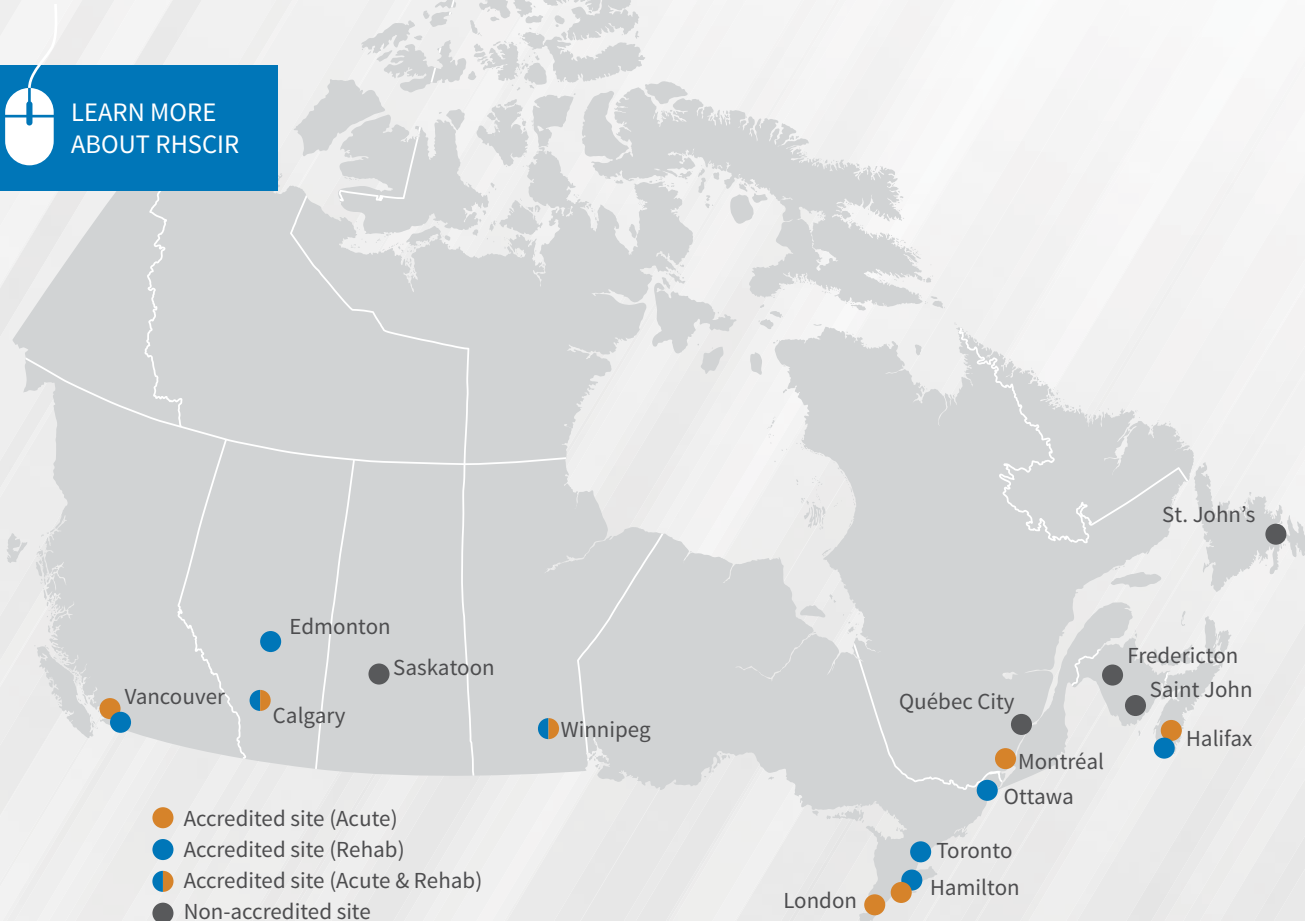 LEARN MORE
ABOUT RHSCIR
St. John’s
Edmonton
Fredericton
Saskatoon
Saint John
Vancouver
Québec City
Calgary
Winnipeg
Halifax
Montréal
Ottawa
Accredited site (Acute)
Accredited site (Rehab)
Toronto
Accredited site (Acute & Rehab)
Hamilton
London
Non-accredited site